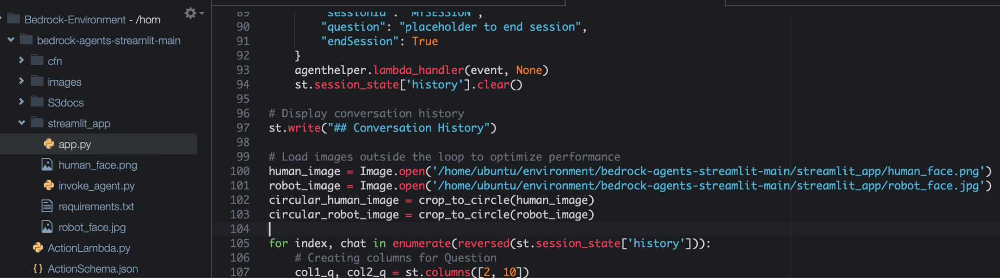 Bedrock-Environment - /hom
bedrock-agents-streamlit-main
cfn
images
S3docs
streamlit_app
app.py
human_face.png
invoke_agent.py
requirements.txt
robot_face.jpg
ActionLambda.py
{} ActionSchema.json
89 "sessionId": "MYSESSION",
90 "question": "placeholder to end session",
91 "endSession": True
92 }
93 agenthelper.lambda_handler(event, None)
94 st.session_state['history'].clear()
95
96 # Display conversation history
97 st.write("## Conversation History")
98
99 # Load images outside the loop to optimize performance
100 human_image = Image.open('/home/ubuntu/environment/bedrock-agents-streamlit-main/streamlit_app/human_face.png')
101 robot_image = Image.open('/home/ubuntu/environment/bedrock-agents-streamlit-main/streamlit_app/robot_face.jpg')
102 circular_human_image = crop_to_circle(human_image)
103 circular_robot_image = crop_to_circle(robot_image)
104
105 for index, chat in enumerate(reversed(st.session_state['history'])):
106 # Creating columns for Question
107 col1_q, col2_q = st.columns([2, 10])